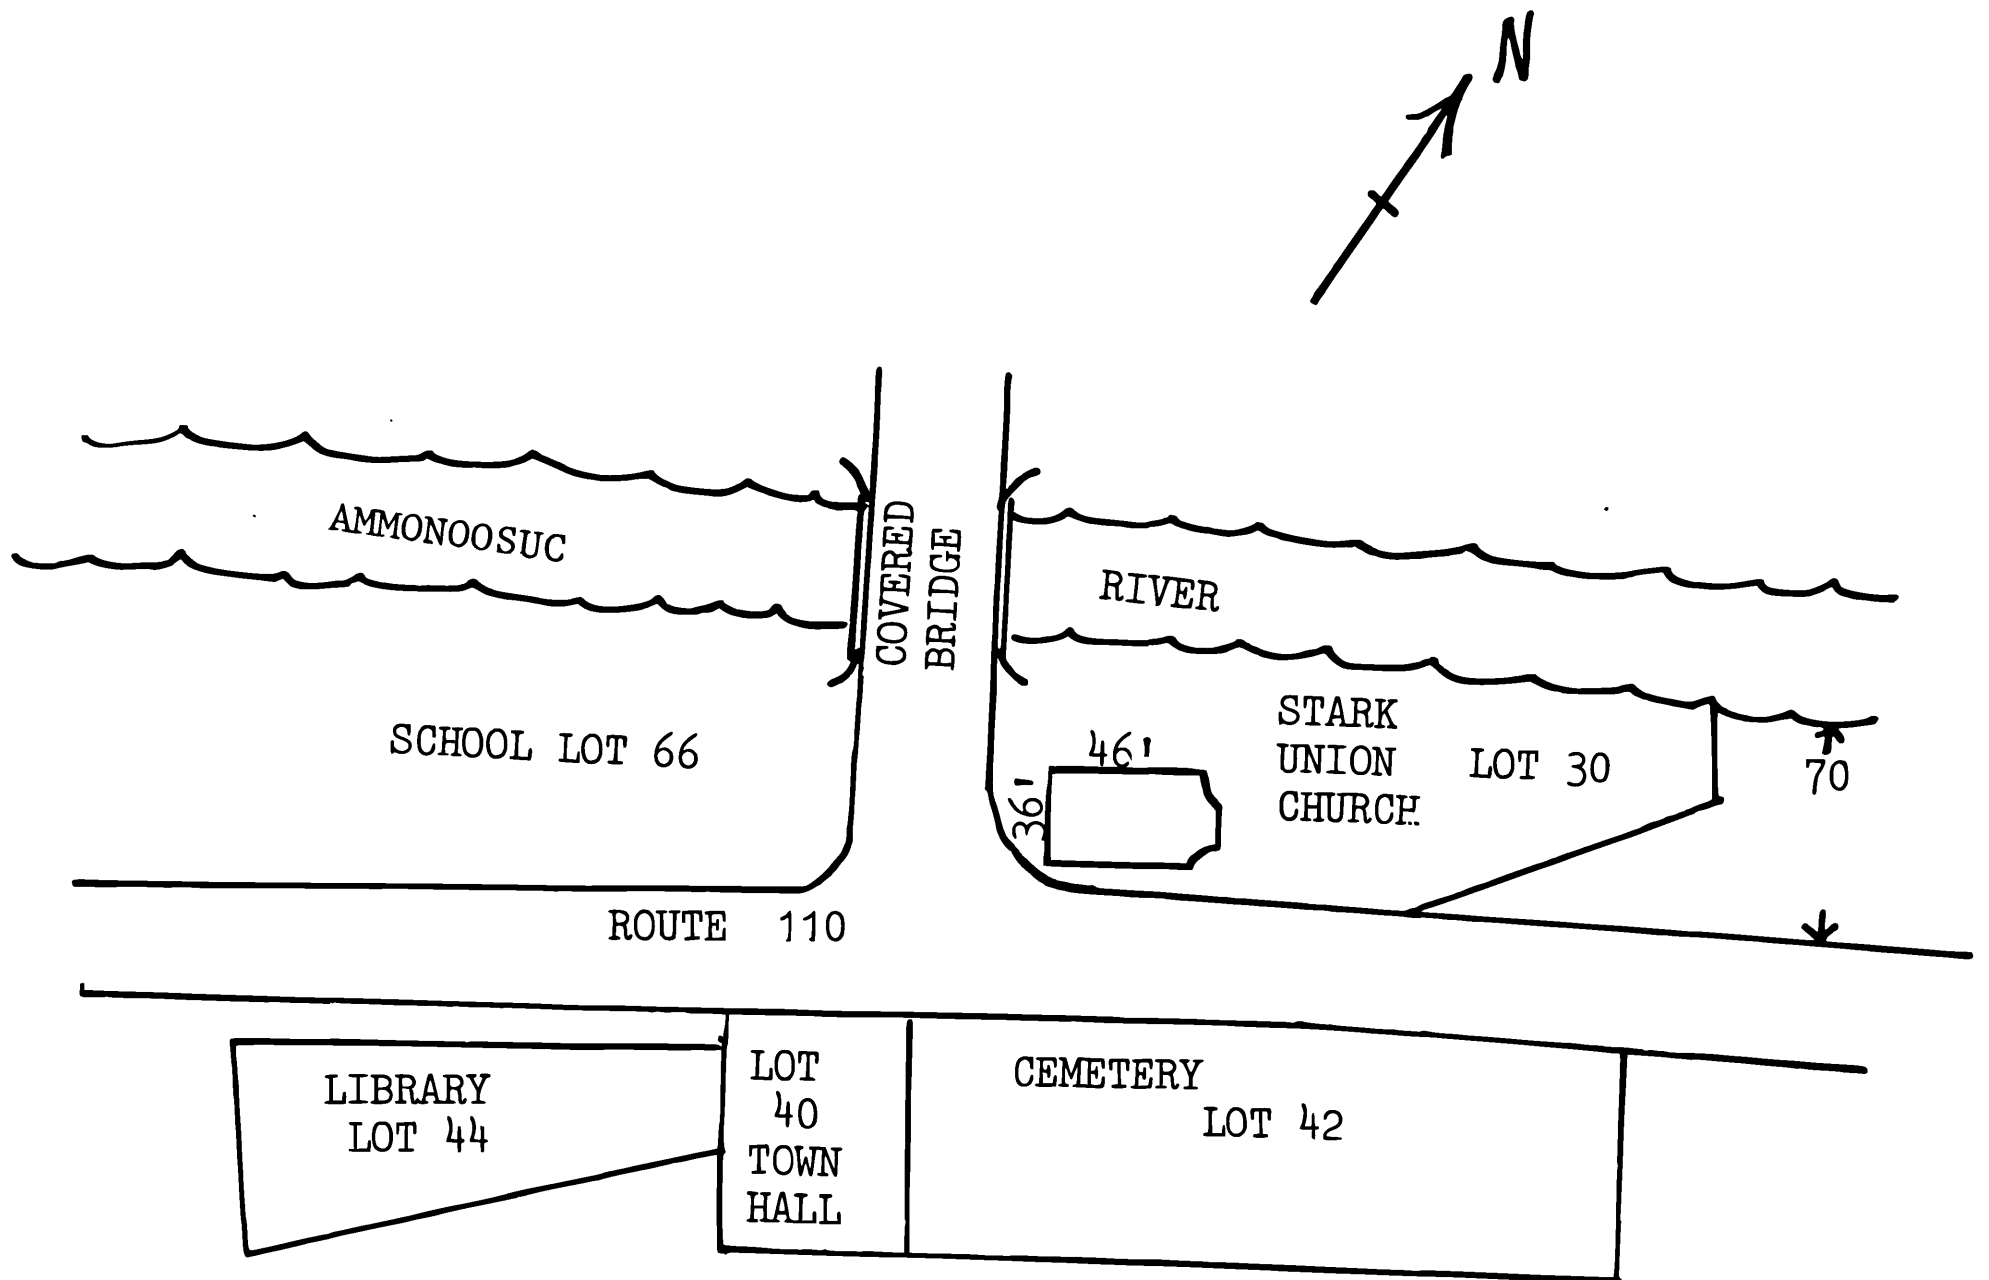 N
AMMONOOSUC
COVERED
BRIDGE
RIVER
SCHOOL LOT 66
46'
36'
STARK
UNION
CHURCH
LOT 30
70
ROUTE 110
LIBRARY
LOT 44
LOT
40
TOWN
HALL
CEMETERY
LOT 42